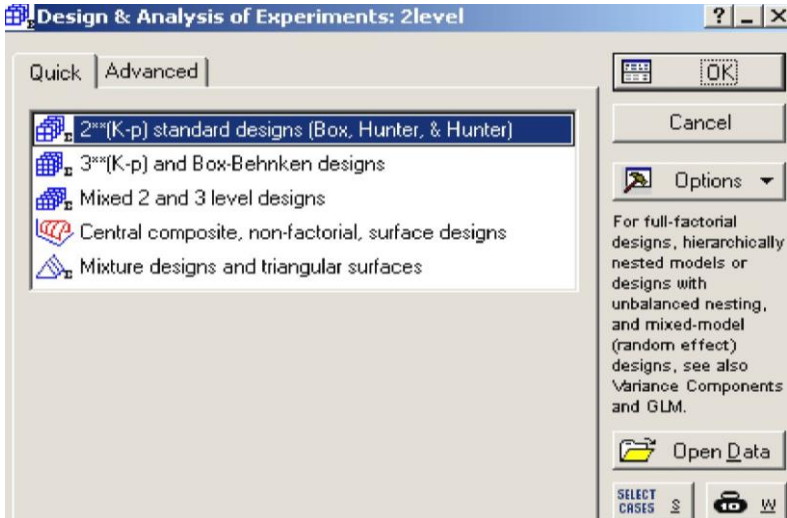 Design & Analysis of Experiments: 2level
Quick
Advanced
2**(K-p) standard designs (Box, Hunter, & Hunter)
3**(K-p) and Box-Behnken designs
Mixed 2 and 3 level designs
Central composite, non-factorial, surface designs
Mixture designs and triangular surfaces
OK
Cancel
Options
For full-factorial
designs, hierarchically
nested models or
designs with
unbalanced nesting,
and mixed-model
(random effect)
designs, see also
Variance Components
and GLM.
Open Data
SELECT
CASES S
W